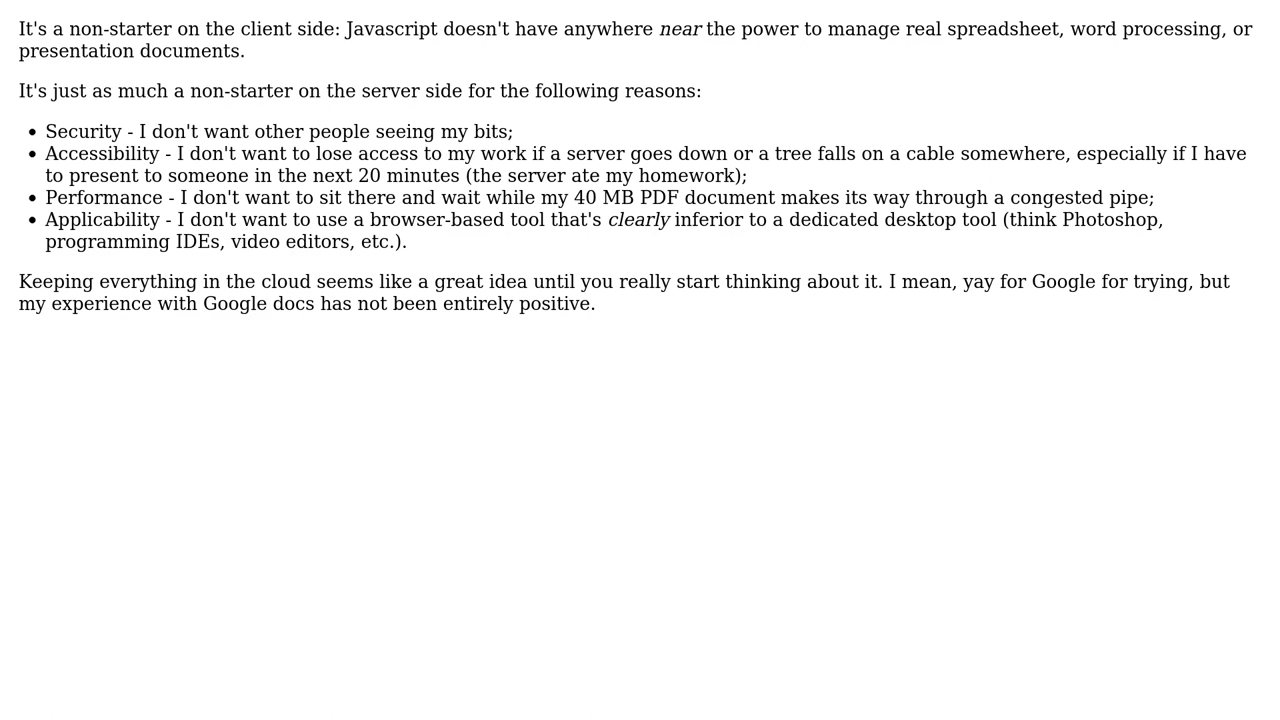 It's a non-starter on the client side: Javascript doesn't have anywhere near the power to manage real spreadsheet, word processing, or
presentation documents.
It's just as much a non-starter on the server side for the following reasons:
• Security - I don't want other people seeing my bits;
• Accessibility - I don't want to lose access to my work if a server goes down or a tree falls on a cable somewhere, especially if I have
to present to someone in the next 20 minutes (the server ate my homework);
• Performance - I don't want to sit there and wait while my 40 MB PDF document makes its way through a congested pipe;
• Applicability - I don't want to use a browser-based tool that's clearly inferior to a dedicated desktop tool (think Photoshop,
programming IDEs, video editors, etc.).
Keeping everything in the cloud seems like a great idea until you really start thinking about it. I mean, yay for Google for trying, but
my experience with Google docs has not been entirely positive.